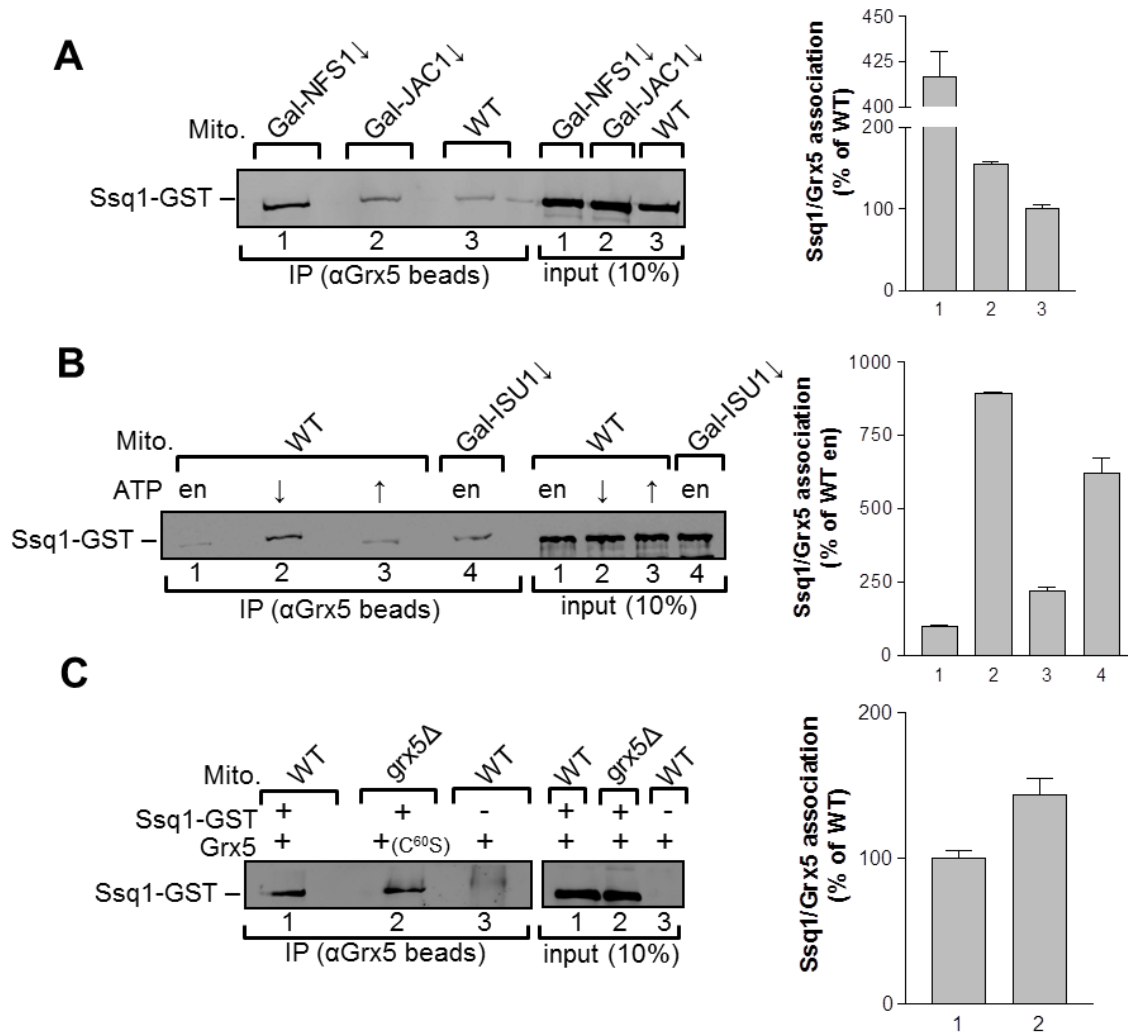 A
Mito. Gal-NFS1↓ Gal-JAC1↓ WT Gal-NFS1↓ Gal-JAC1↓ WT
Ssq1-GST –
1 2 3 1 2 3
IP (αGrx5 beads) input (10%)
Ssq1/Grx5 association
(% of WT)
450
425
400
200
100
0
1 2 3
B
Mito. WT Gal-ISU1↓ WT Gal-ISU1↓
ATP en ↓ ↑ en en ↓ ↑ en
Ssq1-GST –
1 2 3 4 1 2 3 4
IP (αGrx5 beads) input (10%)
Ssq1/Grx5 association
(% of WT en)
1000
750
500
250
0
1 2 3 4
C
Mito. WT grx5Δ WT WT grx5Δ WT
Ssq1-GST + + - + + -
Grx5 + +(C⁶⁰S) + + + +
Ssq1-GST –
1 2 3 1 2 3
IP (αGrx5 beads) input (10%)
Ssq1/Grx5 association
(% of WT)
200
100
0
1 2